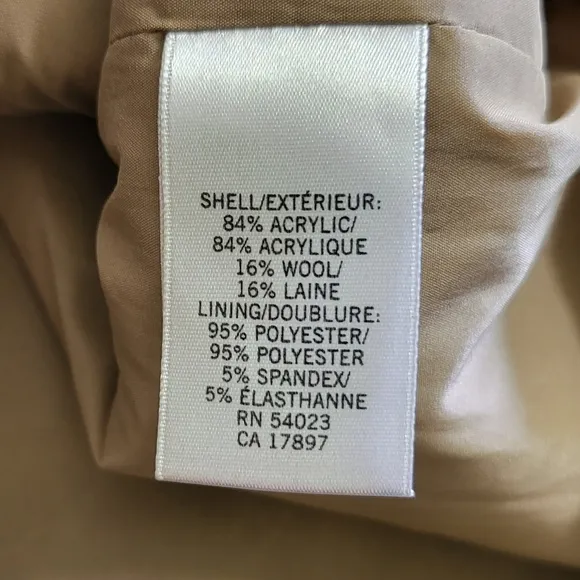 SHELL/EXTÉRIEUR:
84% ACRYLIC/
84% ACRYLIQUE
16% WOOL/
16% LAINE
LINING/DOUBLURE:
95% POLYESTER/
95% POLYESTER
5% SPANDEX/
5% ÉLASTHANNE
RN 54023
CA 17897